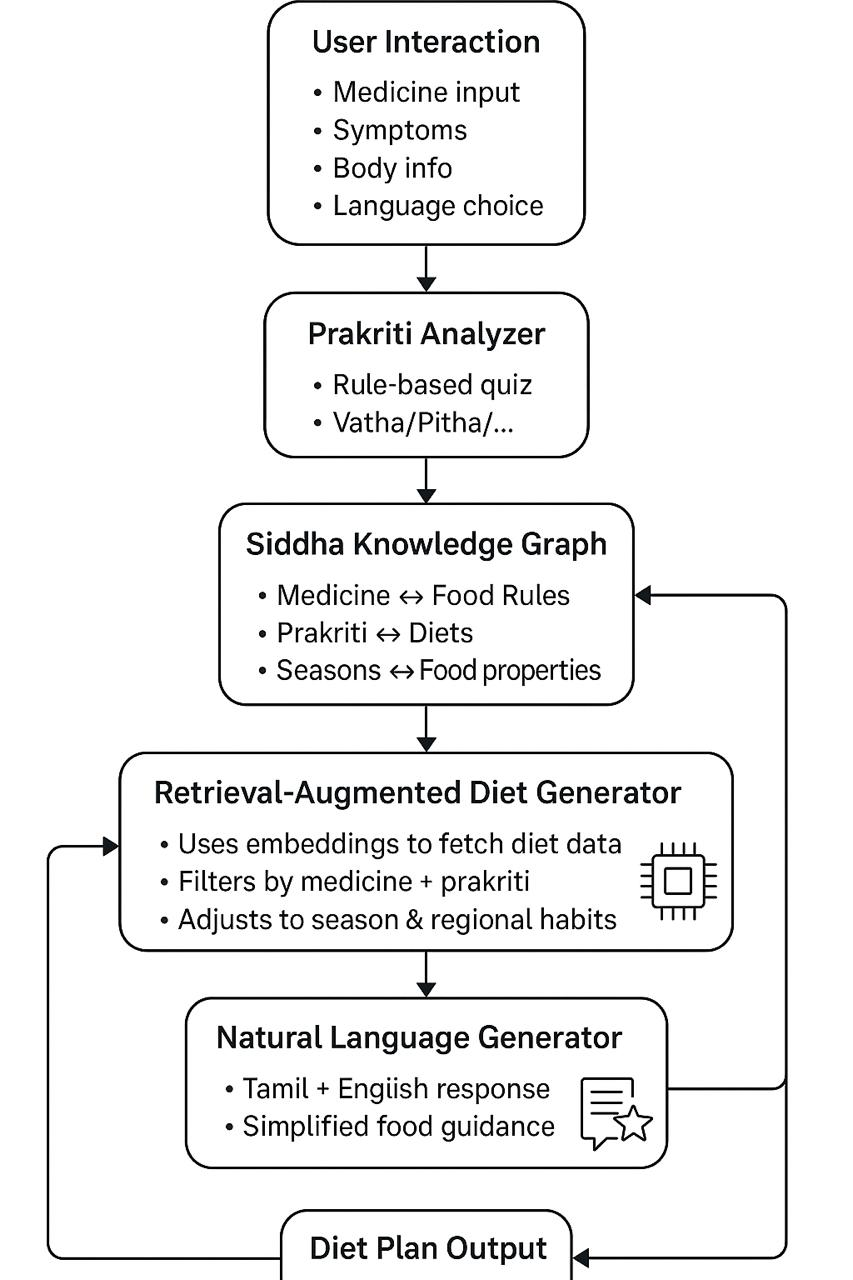 User Interaction
• Medicine input
• Symptoms
• Body info
• Language choice
Prakriti Analyzer
• Rule-based quiz
• Vatha/Pitha/...
Siddha Knowledge Graph
• Medicine ↔ Food Rules
• Prakriti ↔ Diets
• Seasons ↔ Food properties
Retrieval-Augmented Diet Generator
• Uses embeddings to fetch diet data
• Filters by medicine + prakriti
• Adjusts to season & regional habits
Natural Language Generator
• Tamil + Engiish response
• Simplified food guidance
Diet Plan Output